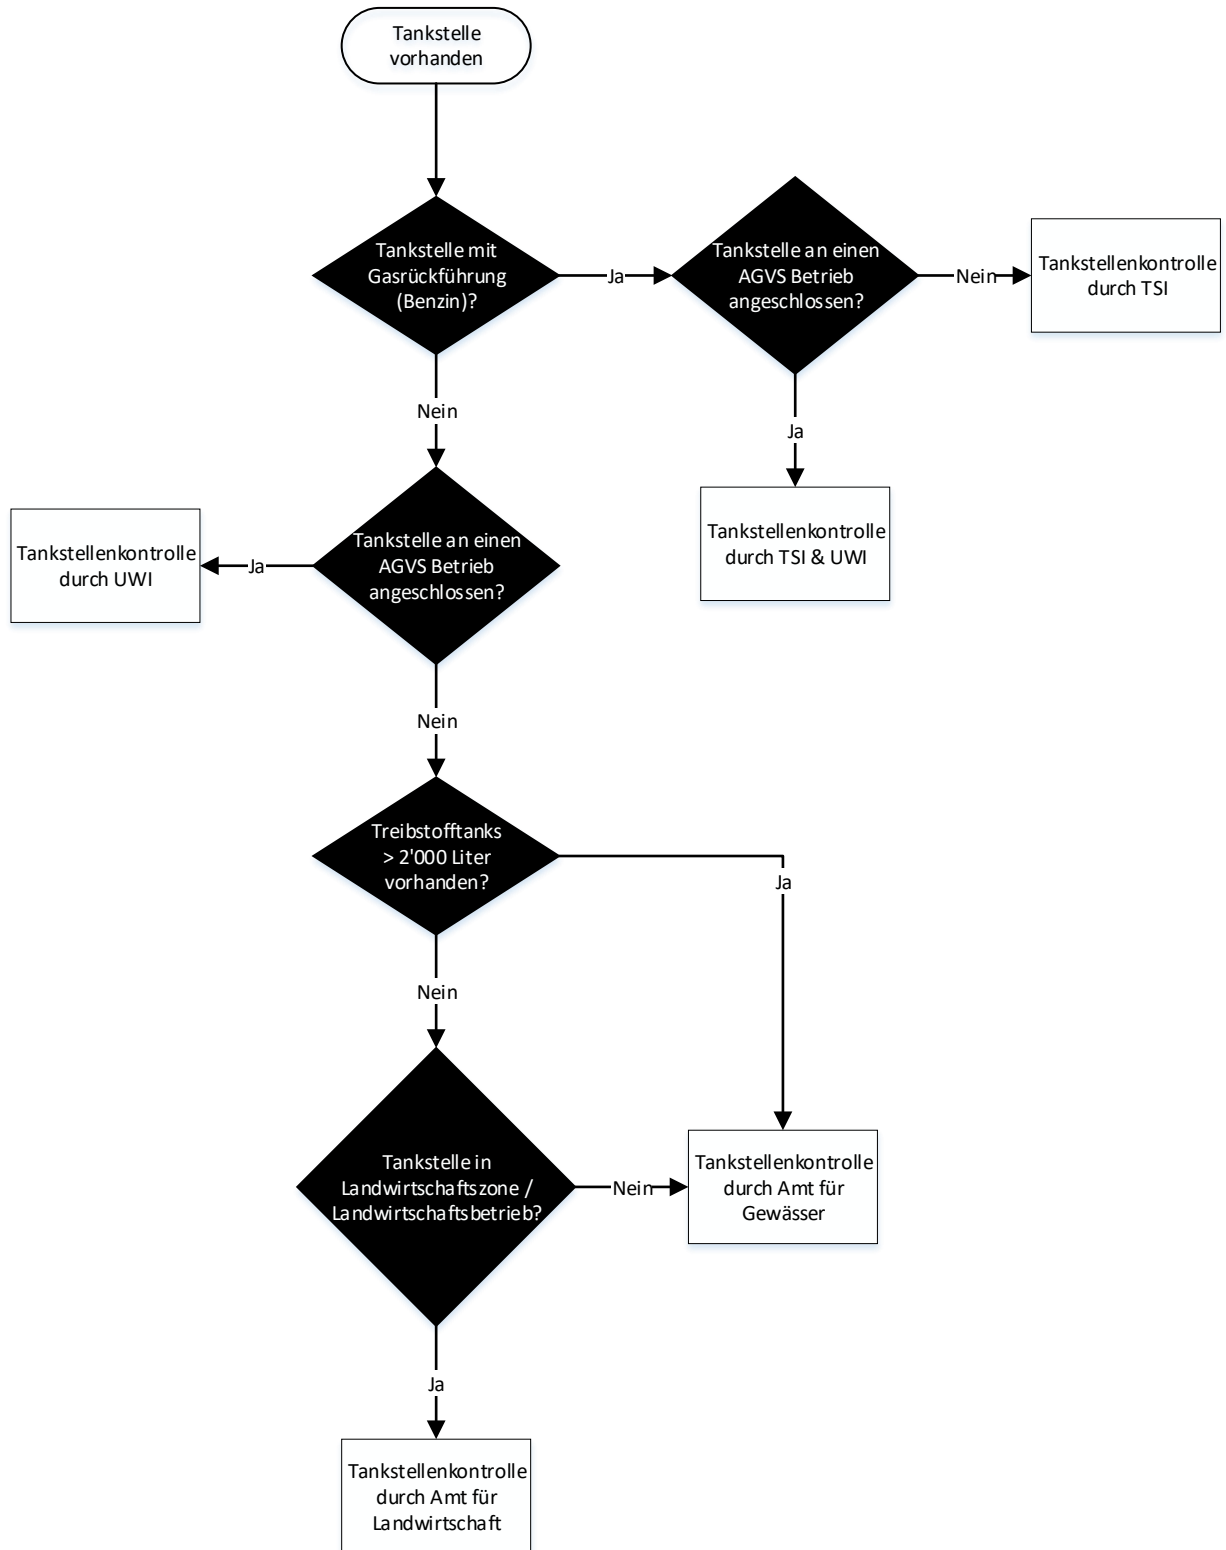 Tankstelle
vorhanden
Tankstelle mit
Gasrückführung
(Benzin)?
Ja
Tankstelle an einen
AGVS Betrieb
angeschlossen?
Nein
Tankstellenkontrolle
durch TSI
Nein
Ja
Tankstellenkontrolle
durch TSI & UWI
Tankstelle an einen
AGVS Betrieb
angeschlossen?
Ja
Tankstellenkontrolle
durch UWI
Nein
Treibstofftanks
> 2'000 Liter
vorhanden?
Ja
Nein
Tankstelle in
Landwirtschaftszone /
Landwirtschaftsbetrieb?
Nein
Tankstellenkontrolle
durch Amt für
Gewässer
Ja
Tankstellenkontrolle
durch Amt für
Landwirtschaft